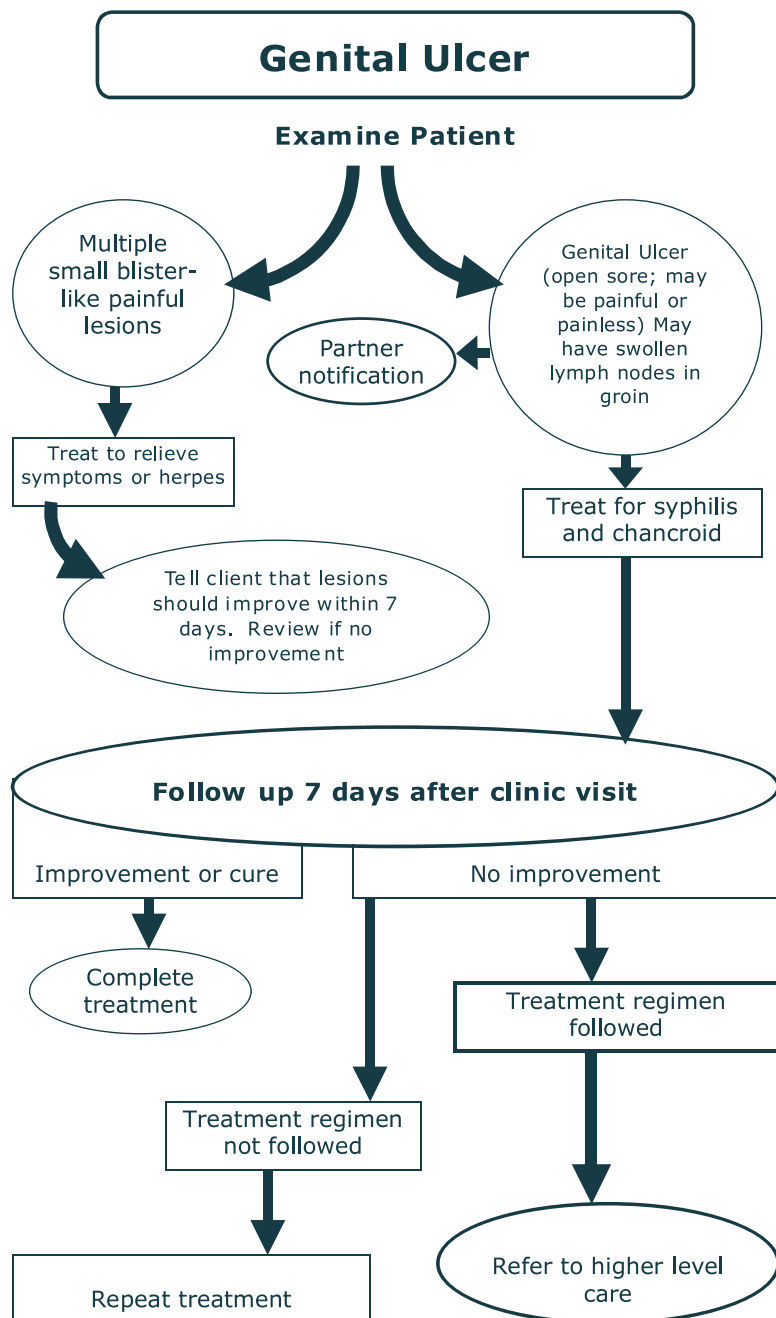 Genital Ulcer
Examine Patient
Multiple
small blister-
like painful
lesions
Genital Ulcer
(open sore; may
be painful or
painless) May
have swollen
lymph nodes in
groin
Partner
notification
Treat to relieve
symptoms or herpes
Treat for syphilis
and chancroid
Tell client that lesions
should improve within 7
days. Review if no
improvement
Follow up 7 days after clinic visit
Improvement or cure
No improvement
Complete
treatment
Treatment regimen
followed
Treatment regimen
not followed
Refer to higher level
care
Repeat treatment